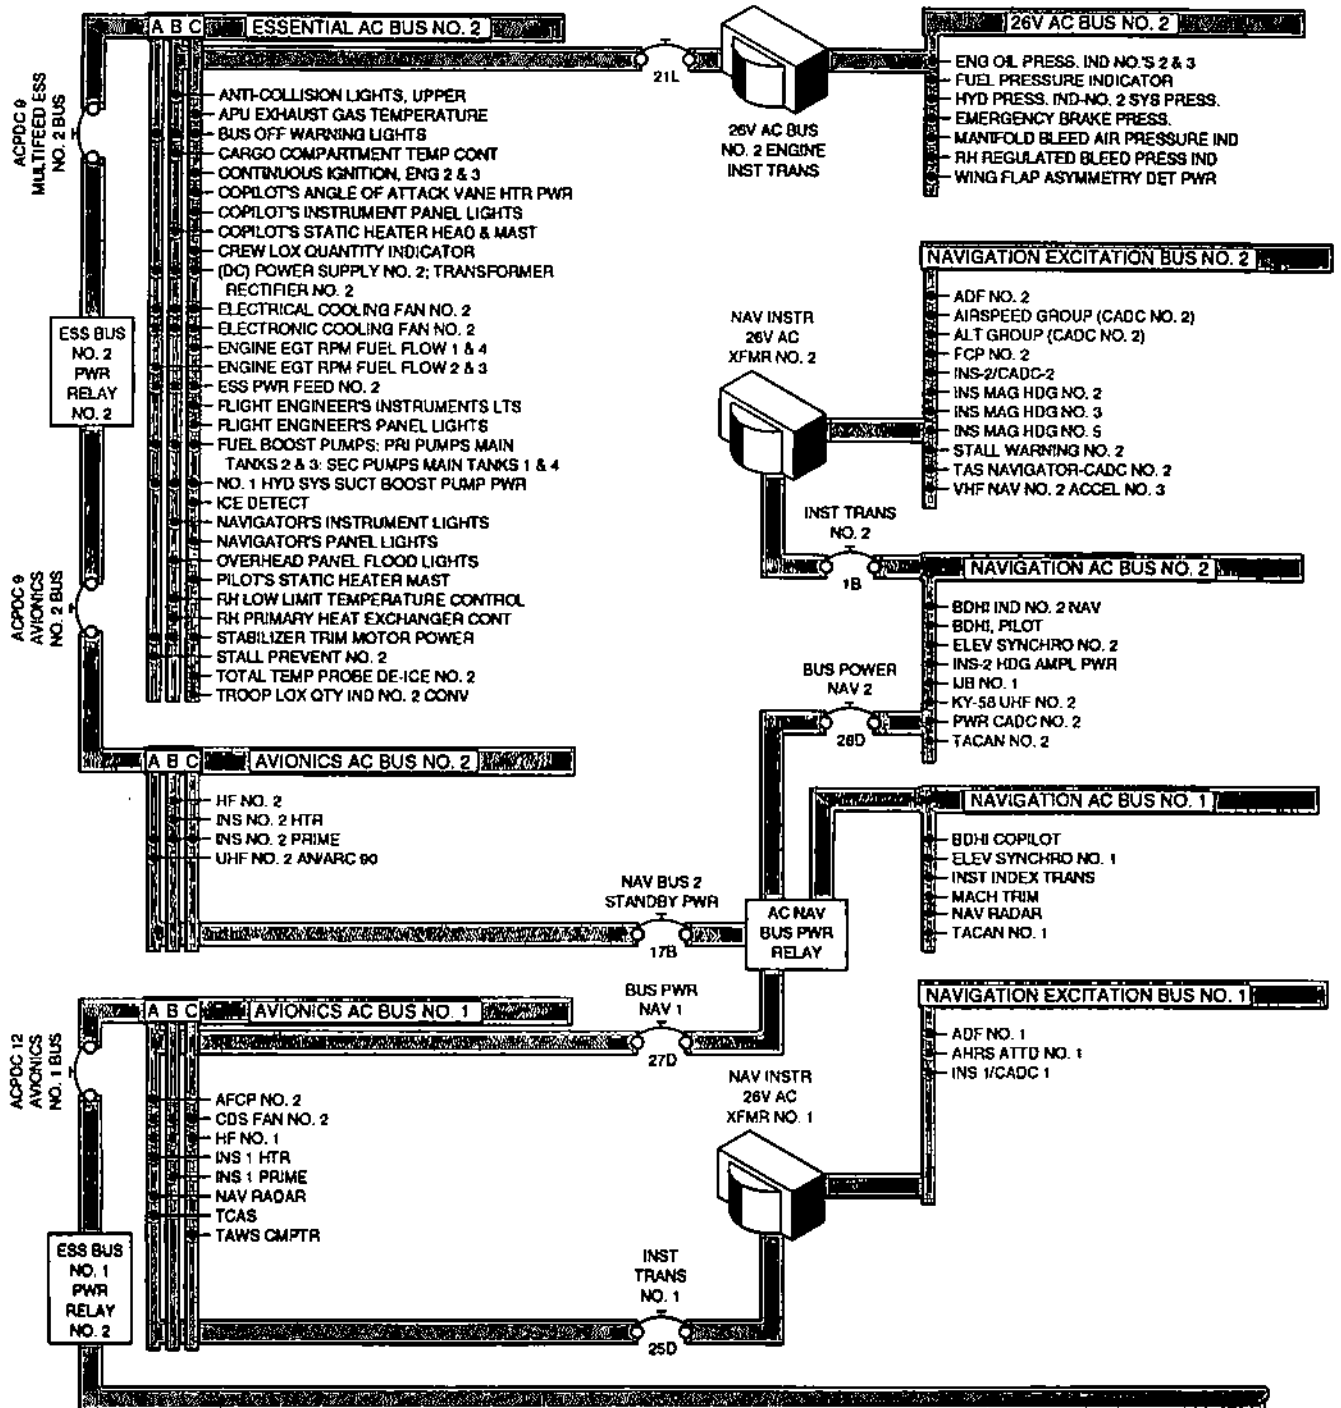 A B C ESSENTIAL AC BUS NO. 2
ACPDC 9
MULTIFEED ESS
NO. 2 BUS
21L
26V AC BUS
NO. 2 ENGINE
INST TRANS
26V AC BUS NO. 2
ENG OIL PRESS. IND NO.'S 2 & 3
FUEL PRESSURE INDICATOR
HYD PRESS. IND-NO. 2 SYS PRESS.
EMERGENCY BRAKE PRESS.
MANIFOLD BLEED AIR PRESSURE IND
RH REGULATED BLEED PRESS IND
WING FLAP ASYMMETRY DET PWR
ANTI-COLLISION LIGHTS, UPPER
APU EXHAUST GAS TEMPERATURE
BUS OFF WARNING LIGHTS
CARGO COMPARTMENT TEMP CONT
CONTINUOUS IGNITION, ENG 2 & 3
COPILOT'S ANGLE OF ATTACK VANE HTR PWR
COPILOT'S INSTRUMENT PANEL LIGHTS
COPILOT'S STATIC HEATER HEAD & MAST
CREW LOX QUANTITY INDICATOR
(DC) POWER SUPPLY NO. 2; TRANSFORMER
RECTIFIER NO. 2
ELECTRICAL COOLING FAN NO. 2
ELECTRONIC COOLING FAN NO. 2
ENGINE EGT RPM FUEL FLOW 1 & 4
ENGINE EGT RPM FUEL FLOW 2 & 3
ESS PWR FEED NO. 2
FLIGHT ENGINEER'S INSTRUMENTS LTS
FLIGHT ENGINEER'S PANEL LIGHTS
FUEL BOOST PUMPS: PRI PUMPS MAIN
TANKS 2 & 3: SEC PUMPS MAIN TANKS 1 & 4
NO. 1 HYD SYS SUCT BOOST PUMP PWR
ICE DETECT
NAVIGATOR'S INSTRUMENT LIGHTS
NAVIGATOR'S PANEL LIGHTS
OVERHEAD PANEL FLOOD LIGHTS
PILOT'S STATIC HEATER MAST
RH LOW LIMIT TEMPERATURE CONTROL
RH PRIMARY HEAT EXCHANGER CONT
STABILIZER TRIM MOTOR POWER
STALL PREVENT NO. 2
TOTAL TEMP PROBE DE-ICE NO. 2
TROOP LOX QTY IND NO. 2 CONV
ESS BUS
NO. 2
PWR
RELAY
NO. 2
ACPDC 9
AVIONICS
NO. 2 BUS
NAVIGATION EXCITATION BUS NO. 2
NAV INSTR
26V AC
XFMR NO. 2
ADF NO. 2
AIRSPEED GROUP (CADC NO. 2)
ALT GROUP (CADC NO. 2)
FCP NO. 2
INS-2/CADC-2
INS MAG HDG NO. 2
INS MAG HDG NO. 3
INS MAG HDG NO. 5
STALL WARNING NO. 2
TAS NAVIGATOR-CADC NO. 2
VHF NAV NO. 2 ACCEL NO. 3
INST TRANS
NO. 2
1B
NAVIGATION AC BUS NO. 2
BDHI IND NO. 2 NAV
BDHI, PILOT
ELEV SYNCHRO NO. 2
INS-2 HDG AMPL PWR
IJB NO. 1
KY-58 UHF NO. 2
PWR CADC NO. 2
TACAN NO. 2
BUS POWER
NAV 2
28D
A B C AVIONICS AC BUS NO. 2
HF NO. 2
INS NO. 2 HTR
INS NO. 2 PRIME
UHF NO. 2 AN/ARC 90
NAV BUS 2
STANDBY PWR
17B
AC NAV
BUS PWR
RELAY
NAVIGATION AC BUS NO. 1
BDHI COPILOT
ELEV SYNCHRO NO. 1
INST INDEX TRANS
MACH TRIM
NAV RADAR
TACAN NO. 1
A B C AVIONICS AC BUS NO. 1
ACPDC 12
AVIONICS
NO. 1 BUS
BUS PWR
NAV 1
27D
NAVIGATION EXCITATION BUS NO. 1
ADF NO. 1
AHRS ATTD NO. 1
INS 1/CADC 1
NAV INSTR
26V AC
XFMR NO. 1
AFCP NO. 2
CDS FAN NO. 2
HF NO. 1
INS 1 HTR
INS 1 PRIME
NAV RADAR
TCAS
TAWS CMPTR
ESS BUS
NO. 1
PWR
RELAY
NO. 2
INST
TRANS
NO. 1
25D